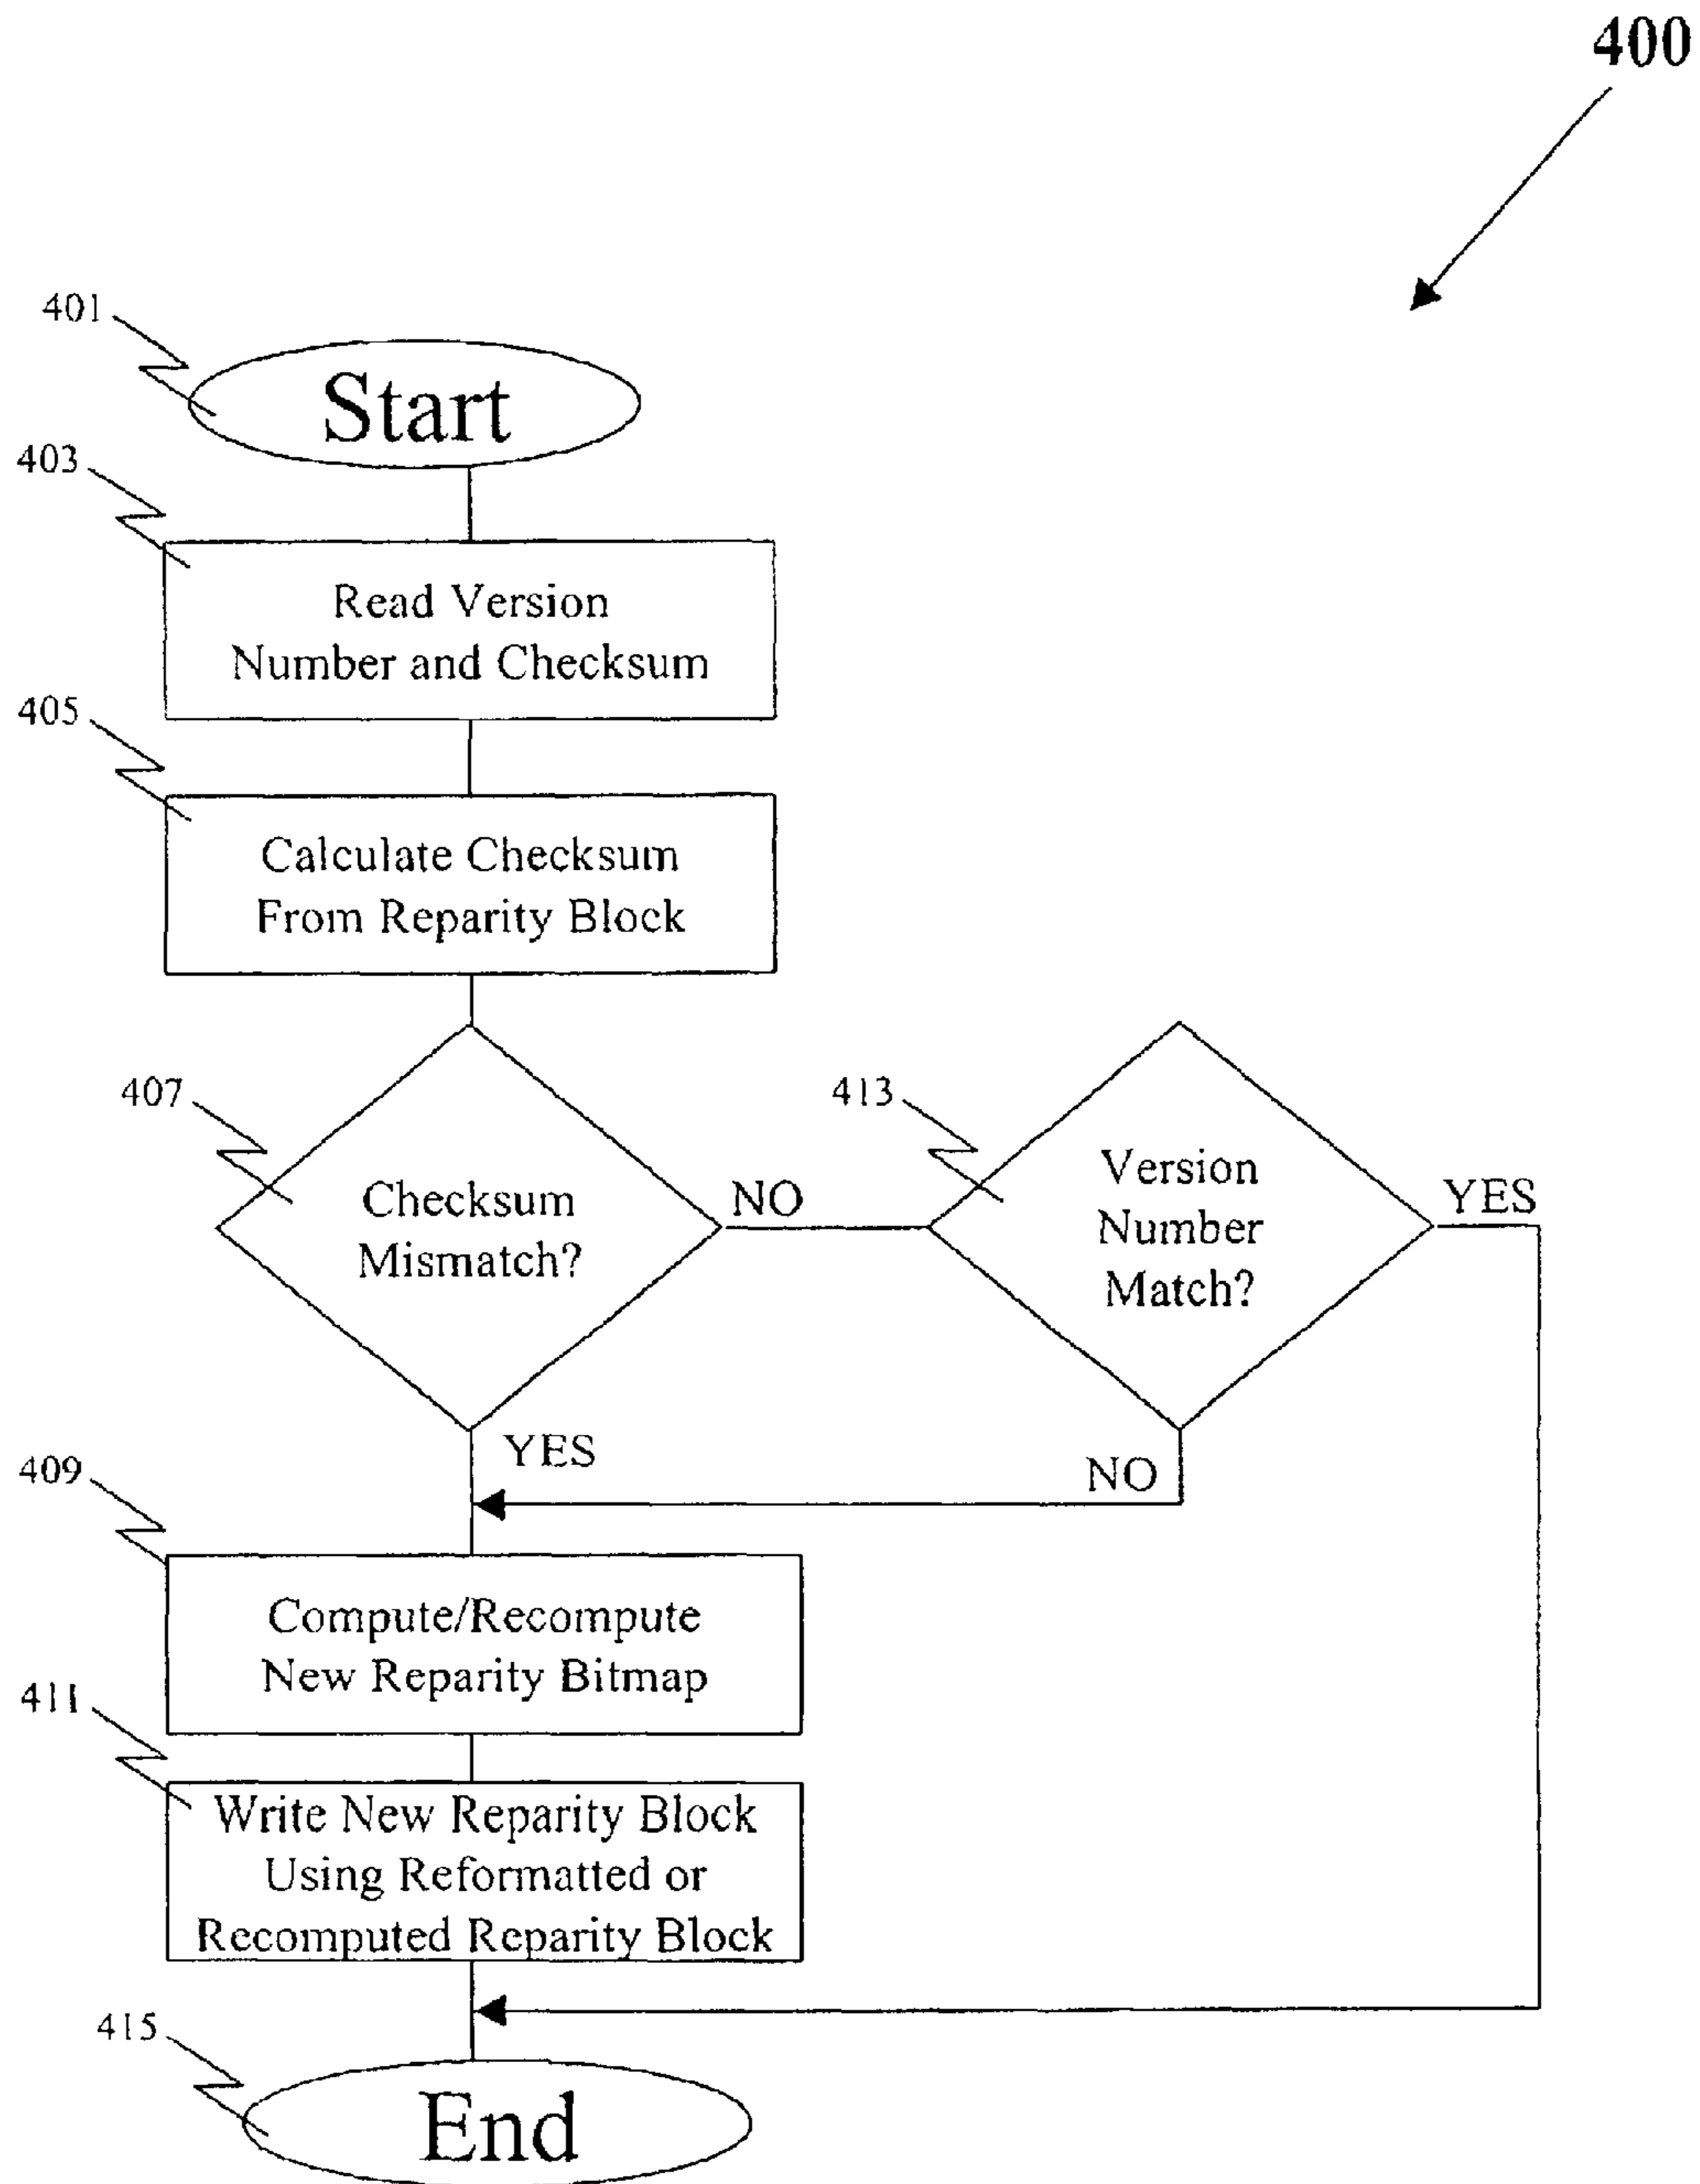 400
401
Start
403
Read Version
Number and Checksum
405
Calculate Checksum
From Reparity Block
407
Checksum
Mismatch?
NO
413
Version
Number
Match?
YES
YES
NO
409
Compute/Recompute
New Reparity Bitmap
411
Write New Reparity Block
Using Reformatted or
Recomputed Reparity Block
415
End